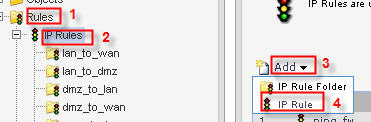 Rules 1
IP Rules 2
lan_to_wan
lan_to_dmz
dmz_to_lan
dmz_to_wan
IP Rules are u
Add 3
IP Rule Folder
IP Rule 4
1 ping_fw